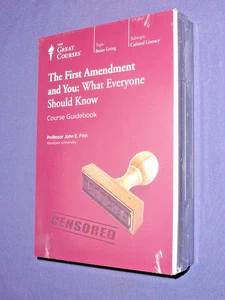 THE
GREAT
COURSES®
Topic
Better Living
Subtopic
Cultural Literacy
The First Amendment
and You: What Everyone
Should Know
Course Guidebook
Professor John E. Finn
Wesleyan University
CENSORED